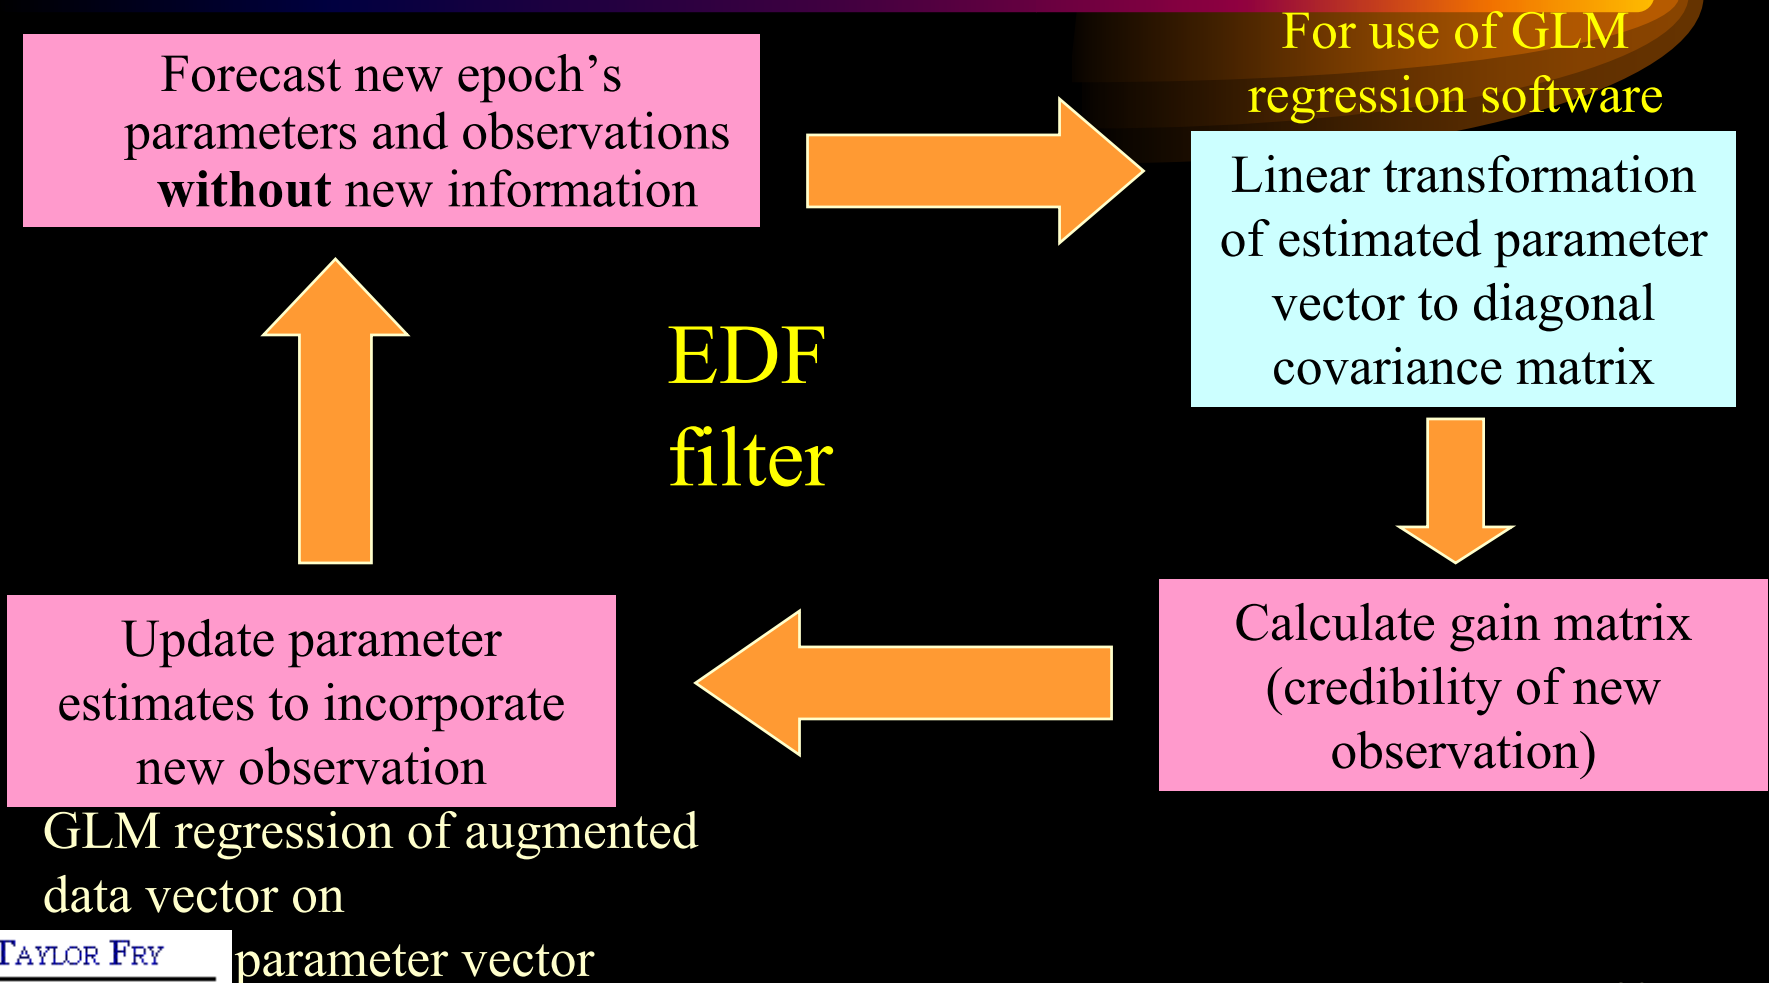 Forecast new epoch’s
parameters and observations
without new information
For use of GLM
regression software
Linear transformation
of estimated parameter
vector to diagonal
covariance matrix
EDF
filter
Calculate gain matrix
(credibility of new
observation)
Update parameter
estimates to incorporate
new observation
GLM regression of augmented
data vector on
parameter vector
TAYLOR FRY